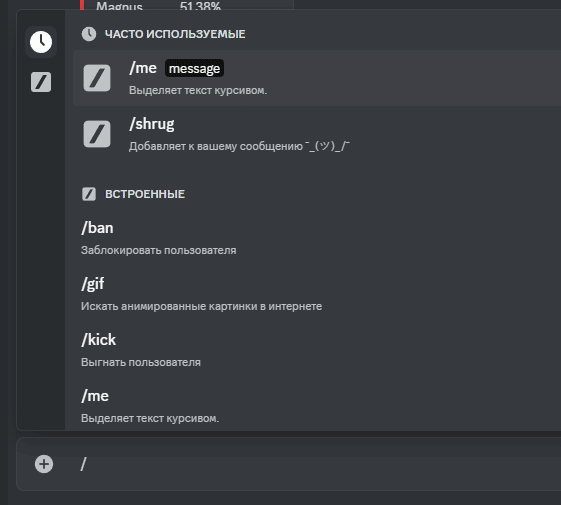 Magnus 51.38%
ЧАСТО ИСПОЛЬЗУЕМЫЕ
/me message
Выделяет текст курсивом.
/shrug
Добавляет к вашему сообщению ¯_(ツ)_/¯
ВСТРОЕННЫЕ
/ban
Заблокировать пользователя
/gif
Искать анимированные картинки в интернете
/kick
Выгнать пользователя
/me
Выделяет текст курсивом.
/